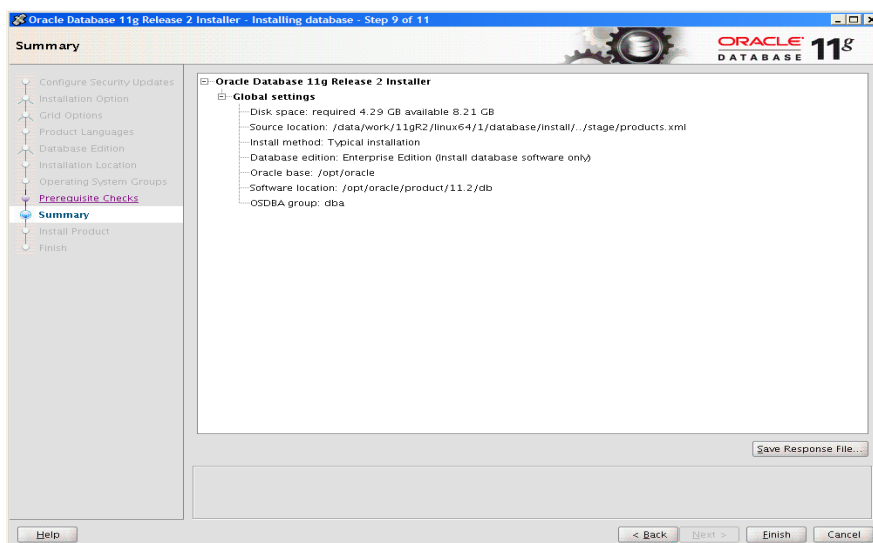 Oracle Database 11g Release 2 Installer - Installing database - Step 9 of 11
Summary
ORACLE
DATABASE 11g
Configure Security Updates
Installation Option
Grid Options
Product Languages
Database Edition
Installation Location
Operating System Groups
Prerequisite Checks
Summary
Install Product
Finish
Oracle Database 11g Release 2 Installer
Global settings
Disk space: required 4.29 GB available 8.21 GB
Source location: /data/work/11gR2/linux64/1/database/install/../stage/products.xml
Install method: Typical installation
Database edition: Enterprise Edition (Install database software only)
Oracle base: /opt/oracle
Software location: /opt/oracle/product/11.2/db
OSDBA group: dba
Save Response File...
Help
< Back
Next >
Finish
Cancel